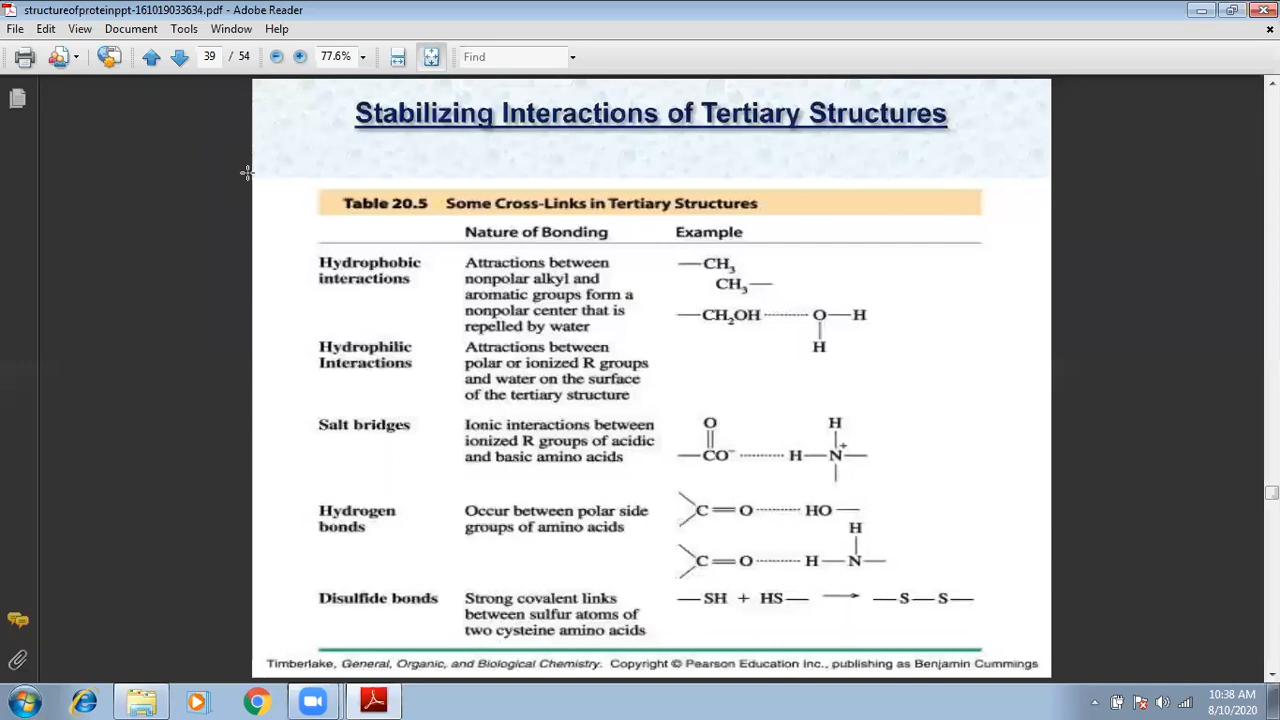 structureofproteinppt-161019033634.pdf - Adobe Reader
File Edit View Document Tools Window Help
39 / 54 77.6% Find
Stabilizing Interactions of Tertiary Structures
Table 20.5 Some Cross-Links in Tertiary Structures
Nature of Bonding Example
Hydrophobic interactions
Attractions between
nonpolar alkyl and
aromatic groups form a
nonpolar center that is
repelled by water
—CH₃
CH₃—
Hydrophilic
Interactions
Attractions between
polar or ionized R groups
and water on the surface
of the tertiary structure
—CH₂OH ········ O—H
H
Salt bridges
Ionic interactions between
ionized R groups of acidic
and basic amino acids
O H
—CO⁻ ········ H—N⁺—
Hydrogen
bonds
Occur between polar side
groups of amino acids
C═O ········ HO—
H
C═O ········ H—N—
Disulfide bonds
Strong covalent links
between sulfur atoms of
two cysteine amino acids
—SH + HS— → —S—S—
Timberlake, General, Organic, and Biological Chemistry. Copyright © Pearson Education Inc., publishing as Benjamin Cummings
10:38 AM
8/10/2020